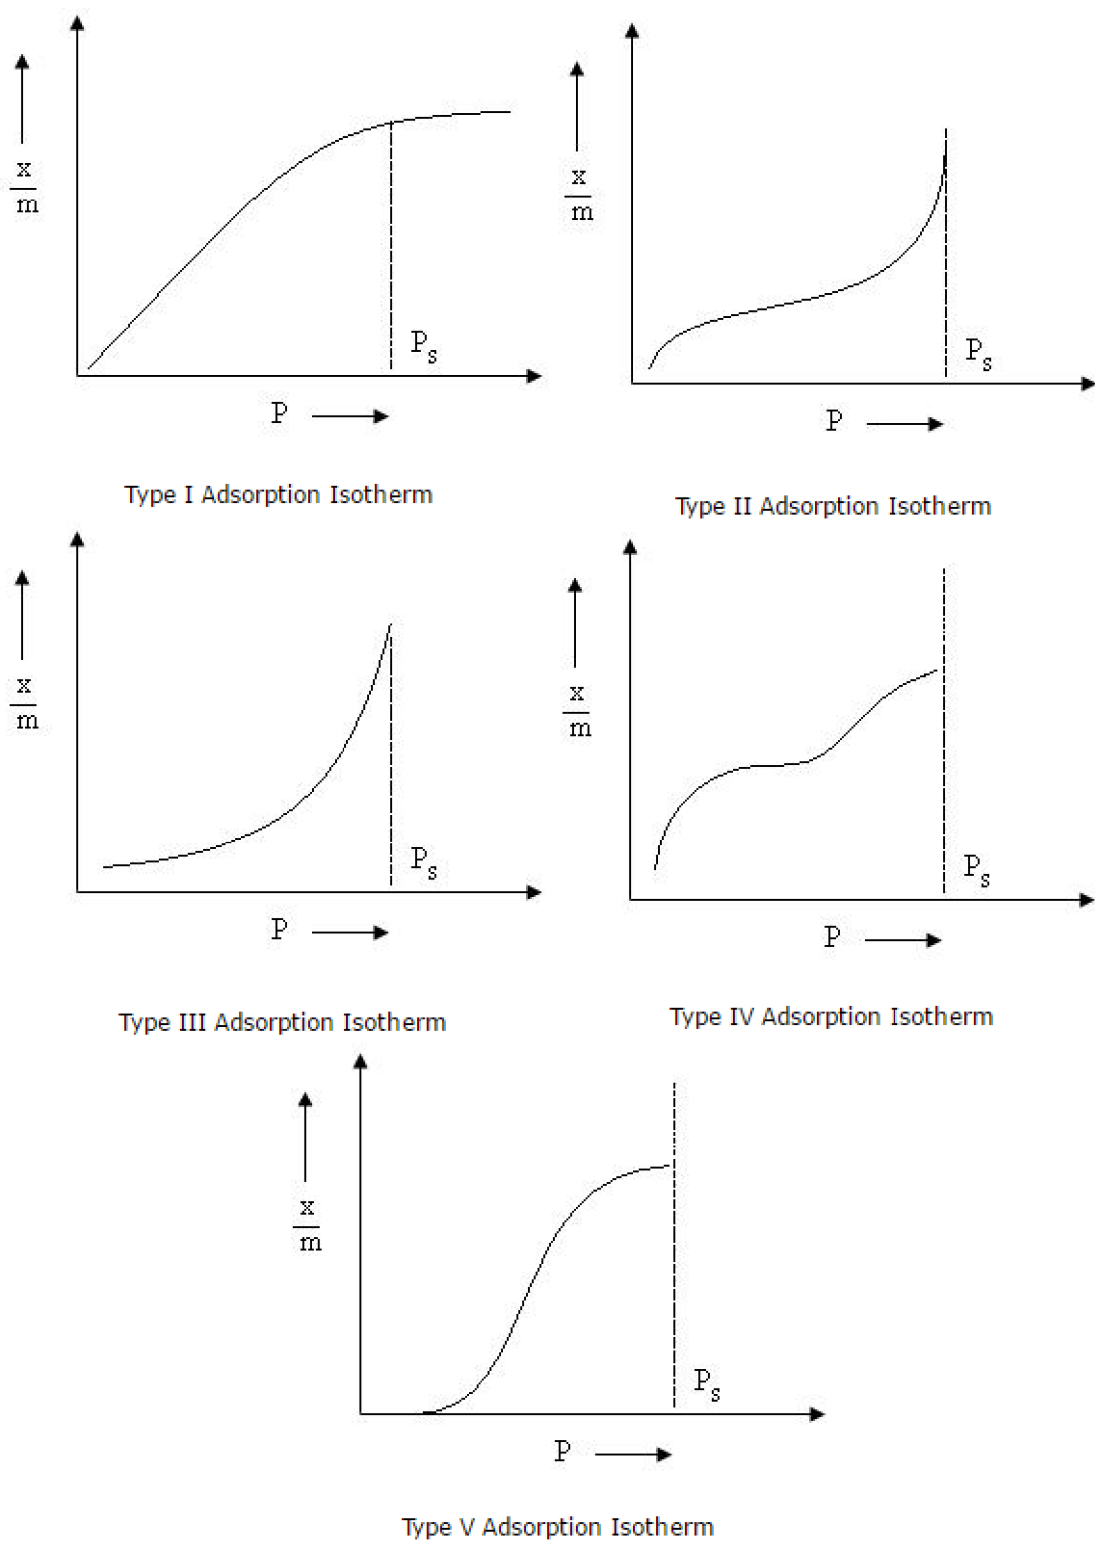 x
m
P
Ps
Type I Adsorption Isotherm
x
m
P
Ps
Type II Adsorption Isotherm
x
m
P
Ps
Type III Adsorption Isotherm
x
m
P
Ps
Type IV Adsorption Isotherm
x
m
P
Ps
Type V Adsorption Isotherm